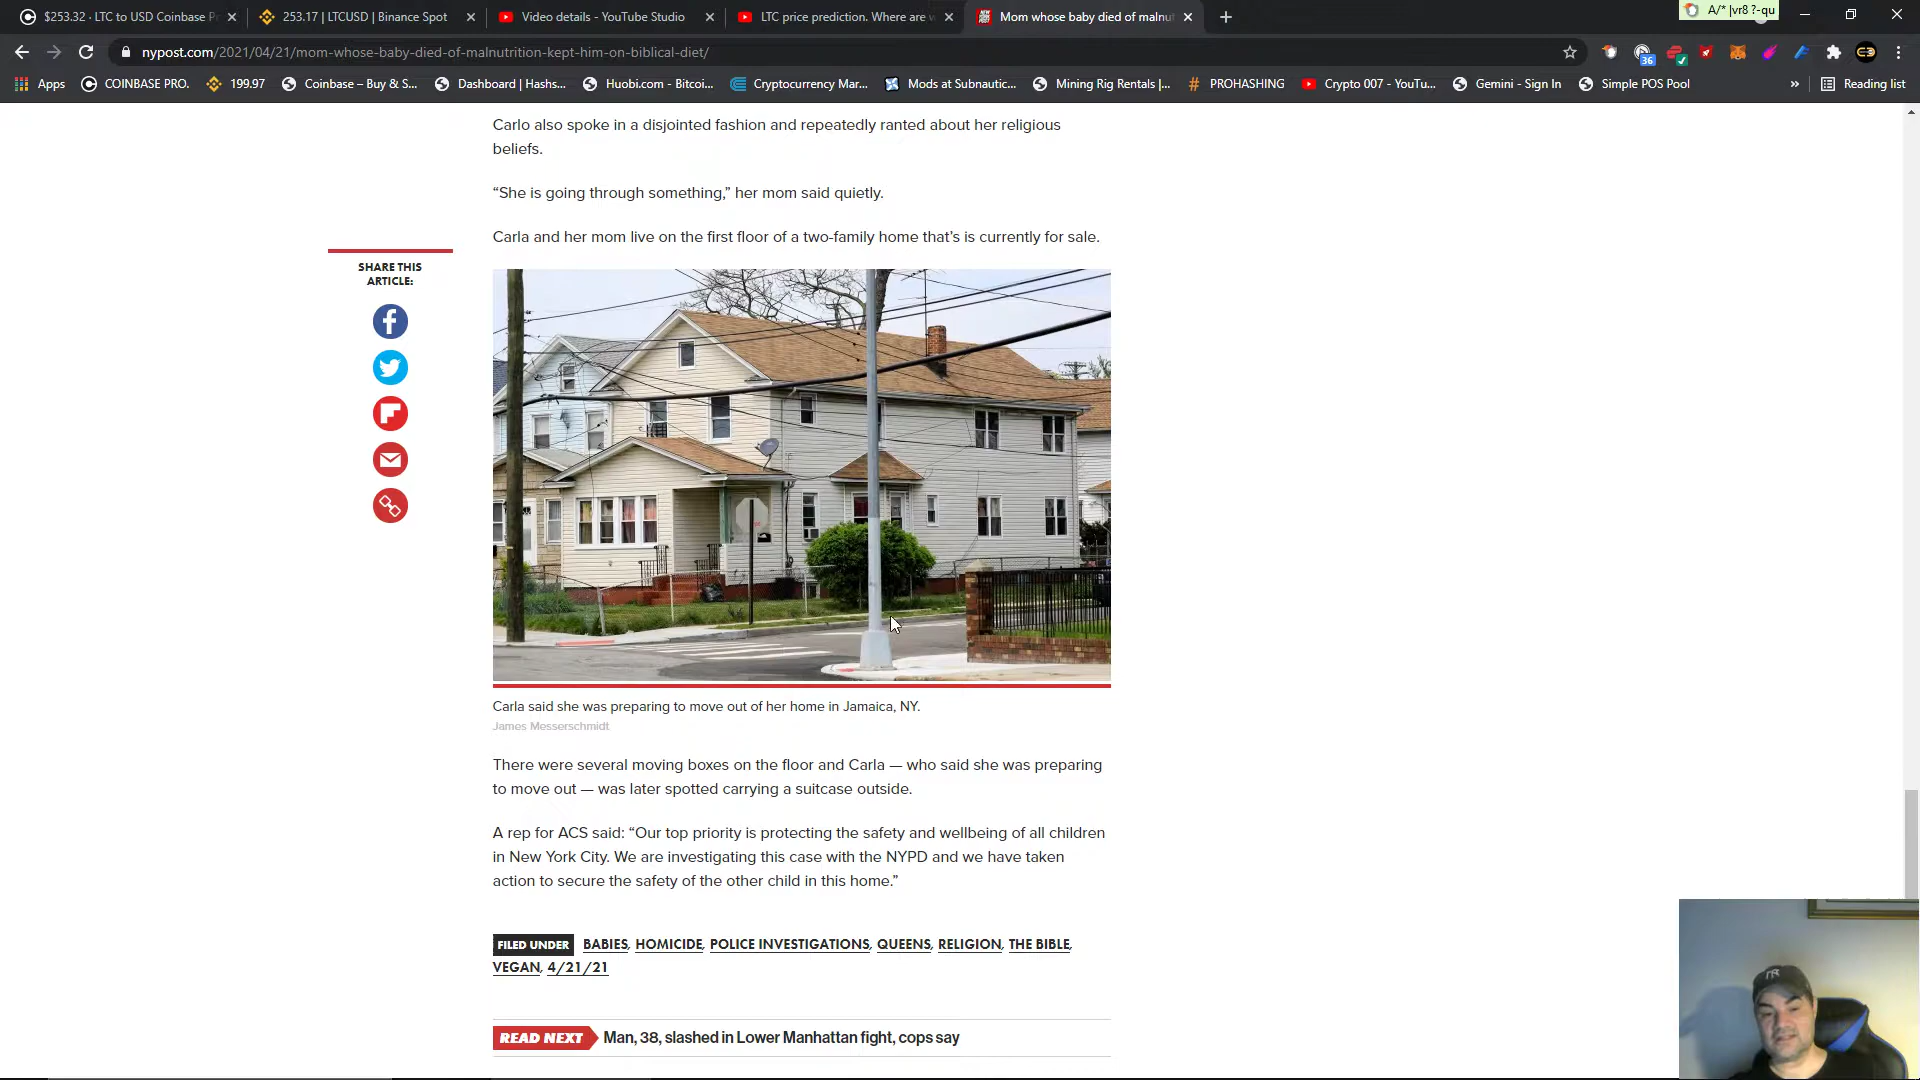 $253.32 · LTC to USD Coinbase P
253.17 | LTCUSD | Binance Spot
Video details - YouTube Studio
LTC price prediction. Where are w
Mom whose baby died of malnut
A/* |vr8 ?-qu
nypost.com/2021/04/21/mom-whose-baby-died-of-malnutrition-kept-him-on-biblical-diet/
36
Apps
COINBASE PRO.
199.97
Coinbase – Buy & S...
Dashboard | Hashs...
Huobi.com - Bitcoi...
Cryptocurrency Mar...
Mods at Subnautic...
Mining Rig Rentals |...
PROHASHING
Crypto 007 - YouTu...
Gemini - Sign In
Simple POS Pol
»
Reading list
Carlo also spoke in a disjointed fashion and repeatedly ranted about her religious
beliefs.
“She is going through something,” her mom said quietly.
Carla and her mom live on the first floor of a two-family home that’s is currently for sale.
SHARE THIS
ARTICLE:
Carla said she was preparing to move out of her home in Jamaica, NY.
James Messerschmidt
There were several moving boxes on the floor and Carla — who said she was preparing
to move out — was later spotted carrying a suitcase outside.
A rep for ACS said: “Our top priority is protecting the safety and wellbeing of all children
in New York City. We are investigating this case with the NYPD and we have taken
action to secure the safety of the other child in this home.”
FILED UNDER BABIES, HOMICIDE, POLICE INVESTIGATIONS, QUEENS, RELIGION, THE BIBLE,
VEGAN, 4/21/21
READ NEXT Man, 38, slashed in Lower Manhattan fight, cops say